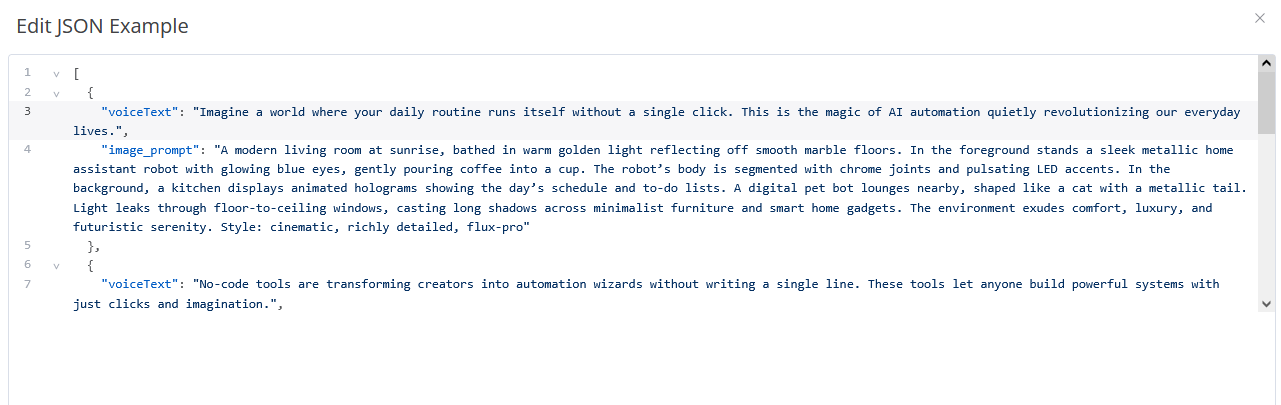 Edit JSON Example
1 [
2 {
3 "voiceText": "Imagine a world where your daily routine runs itself without a single click. This is the magic of AI automation quietly revolutionizing our everyday
lives.",
4 "image_prompt": "A modern living room at sunrise, bathed in warm golden light reflecting off smooth marble floors. In the foreground stands a sleek metallic home
assistant robot with glowing blue eyes, gently pouring coffee into a cup. The robot’s body is segmented with chrome joints and pulsating LED accents. In the
background, a kitchen displays animated holograms showing the day’s schedule and to-do lists. A digital pet bot lounges nearby, shaped like a cat with a metallic tail.
Light leaks through floor-to-ceiling windows, casting long shadows across minimalist furniture and smart home gadgets. The environment exudes comfort, luxury, and
futuristic serenity. Style: cinematic, richly detailed, flux-pro"
5 },
6 {
7 "voiceText": "No-code tools are transforming creators into automation wizards without writing a single line. These tools let anyone build powerful systems with
just clicks and imagination.",